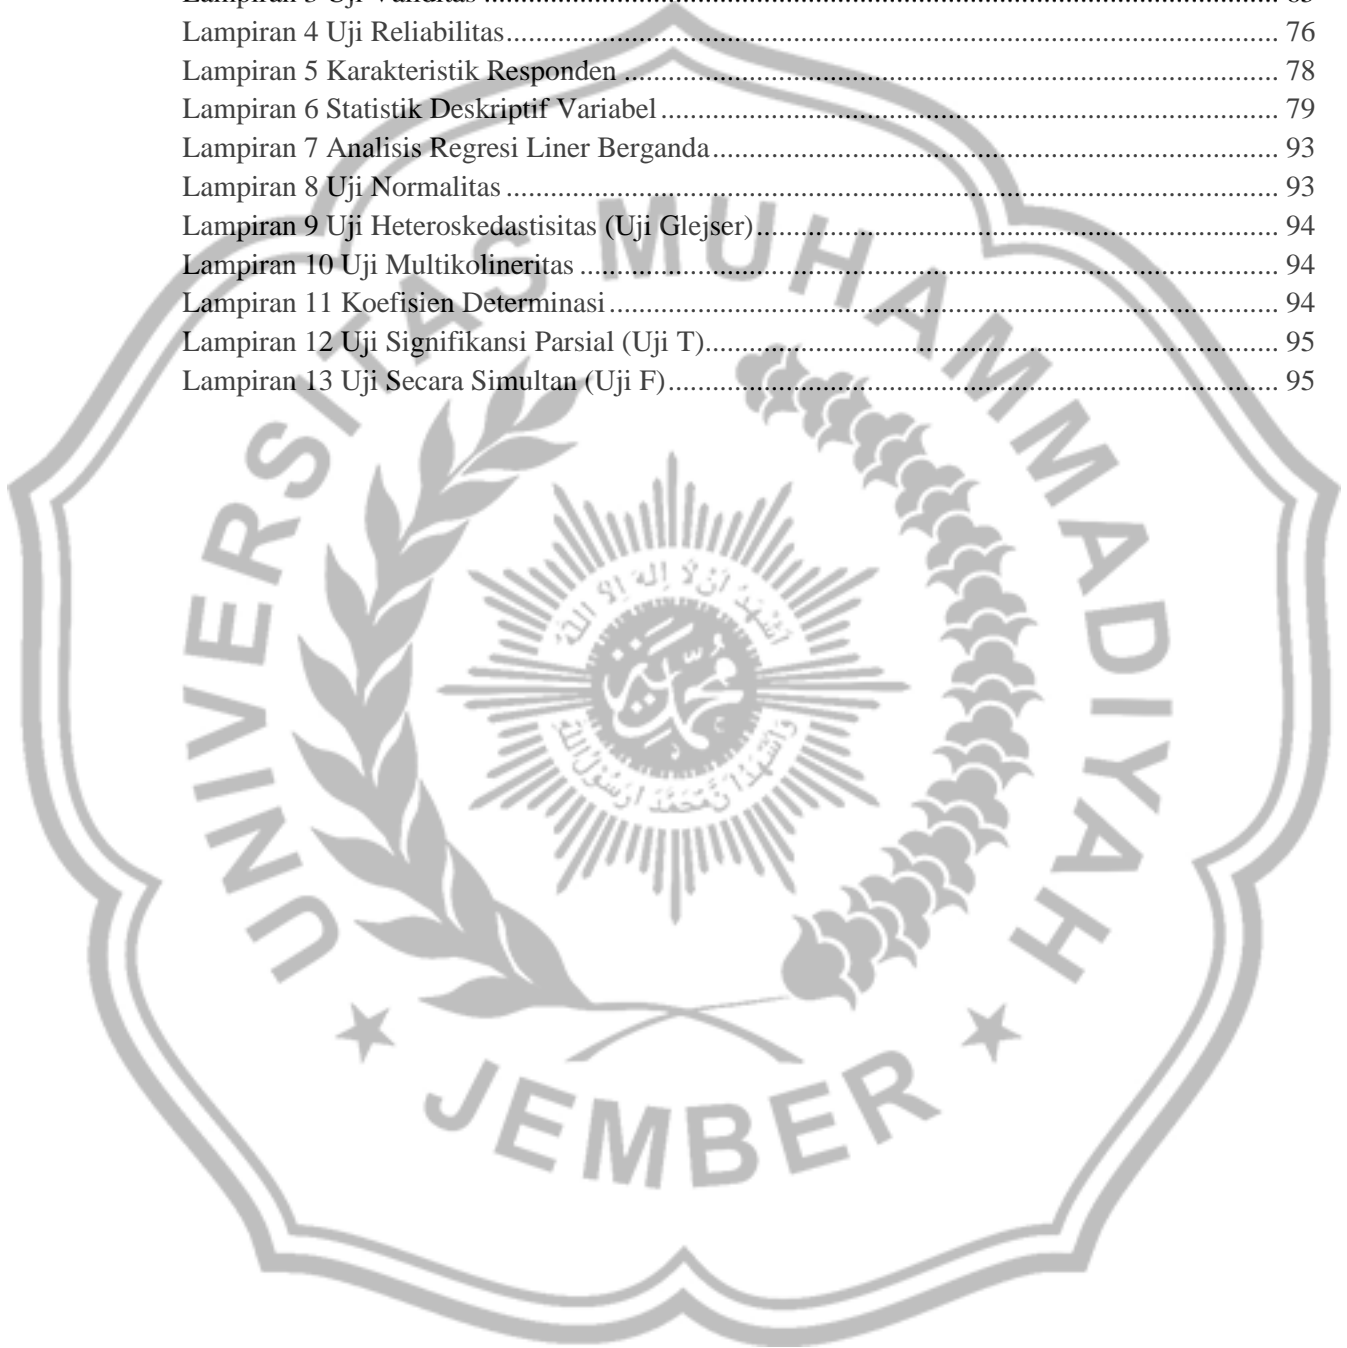 Lampiran 4 Uji Reliabilitas........................................ 76
Lampiran 5 Karakteristik Responden........................................ 78
Lampiran 6 Statistik Deskriptif Variabel........................................ 79
Lampiran 7 Analisis Regresi Liner Berganda........................................ 93
Lampiran 8 Uji Normalitas........................................ 93
Lampiran 9 Uji Heteroskedastisitas (Uji Glejser)........................................ 94
Lampiran 10 Uji Multikolineritas........................................ 94
Lampiran 11 Koefisien Determinasi........................................ 94
Lampiran 12 Uji Signifikansi Parsial (Uji T)........................................ 95
Lampiran 13 Uji Secara Simultan (Uji F)........................................ 95
UNIVERSITAS MUHAMMADIYAH
JEMBER